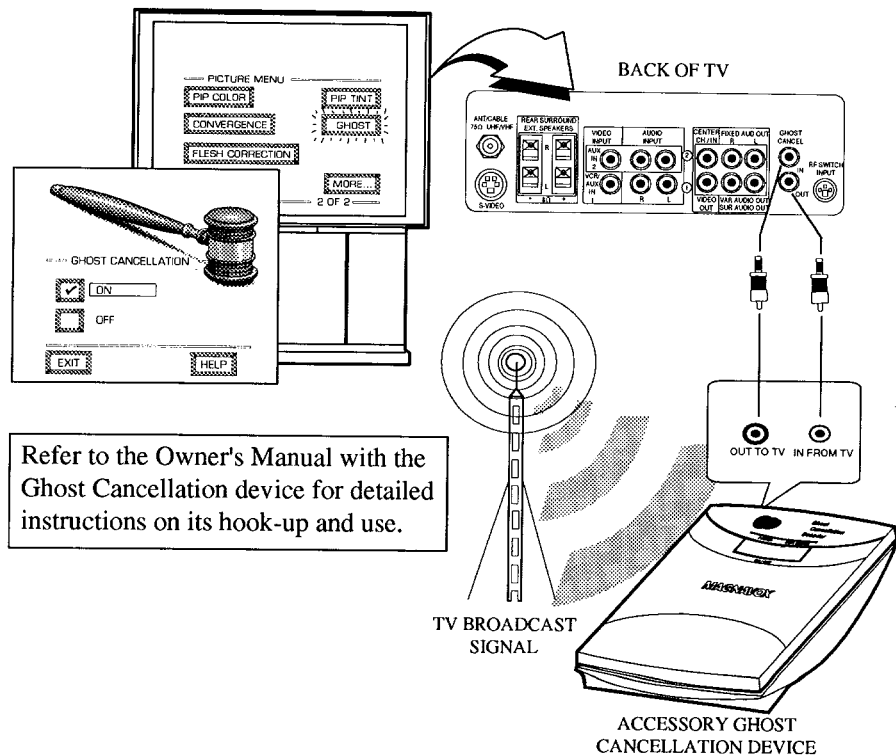 PICTURE MENU
PIP COLOR
PIP TINT
CONVERGENCE
GHOST
FLESH CORRECTION
MORE...
2 OF 2
GHOST CANCELLATION
ON
OFF
EXIT
HELP
BACK OF TV
ANT/CABLE
75Ω UHF/VHF
S-VIDEO
REAR SURROUND
EXT. SPEAKERS
R
L
- 8Ω +
VIDEO
INPUT
AUX
IN
2
VCR/
AUX
IN
1
AUDIO
INPUT
R L
2
1
CENTER
CH./IN
FIXED AUD OUT
R L
VIDEO
OUT
VAR AUDIO OUT
SUR AUDIO OUT
GHOST
CANCEL
IN
OUT
RF SWITCH
INPUT
OUT TO TV IN FROM TV
Refer to the Owner's Manual with the
Ghost Cancellation device for detailed
instructions on its hook-up and use.
TV BROADCAST
SIGNAL
MAGNAVOX
ACCESSORY GHOST
CANCELLATION DEVICE